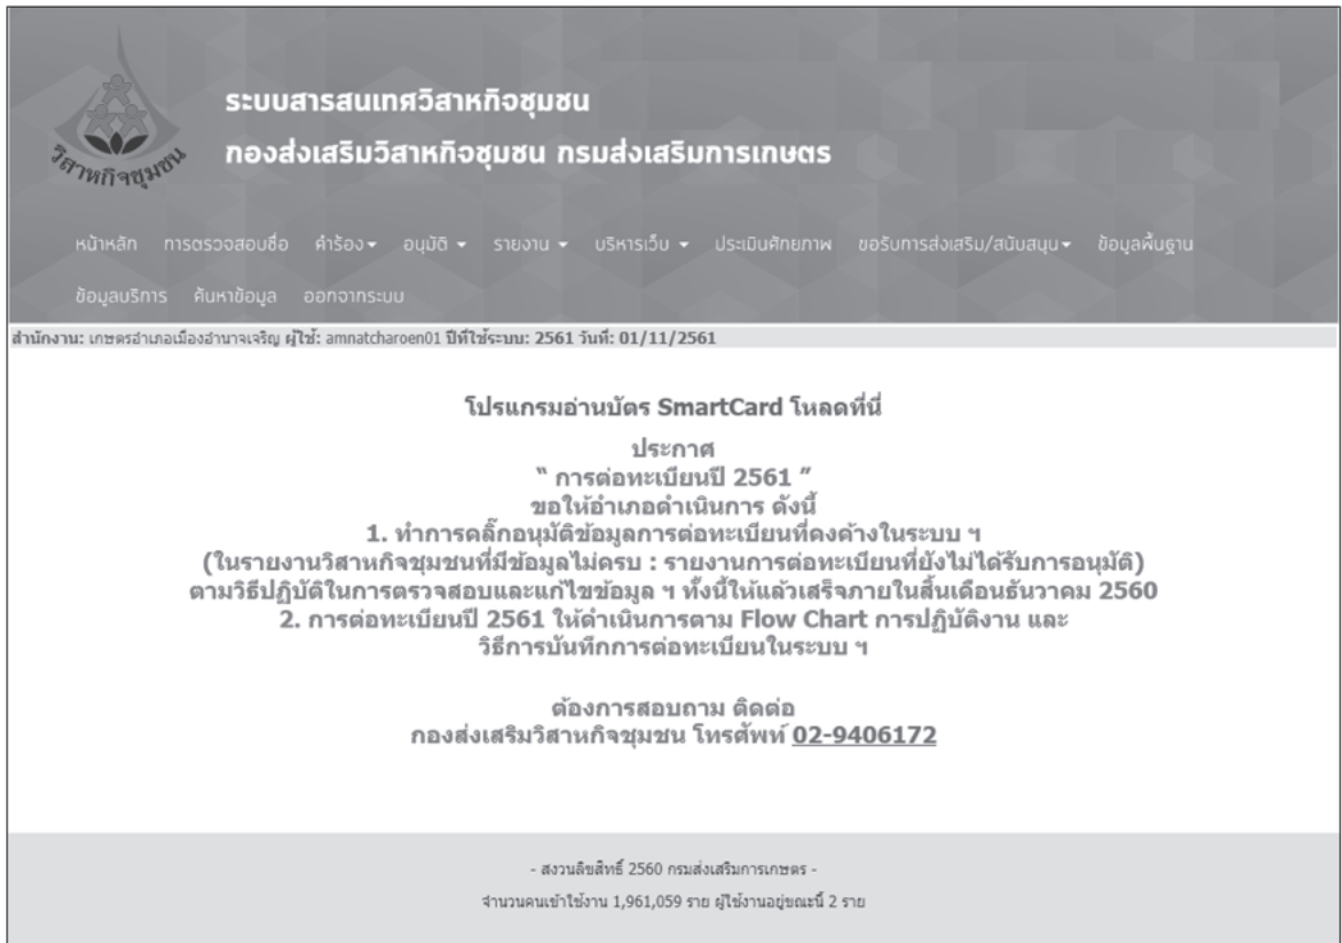 วิสาหกิจชุมชน
ระบบสารสนเทศวิสาหกิจชุมชน
กองส่งเสริมวิสาหกิจชุมชน กรมส่งเสริมการเกษตร
หน้าหลัก การตรวจสอบชื่อ คำร้อง อนุมัติ รายงาน บริหารเว็บ ประเมินศักยภาพ ขอรับการส่งเสริม/สนับสนุน ข้อมูลพื้นฐาน
ข้อมูลบริการ ค้นหาข้อมูล ออกจากระบบ
สำนักงาน: เกษตรอำเภอเมืองอำนาจเจริญ ผู้ใช้: amnatcharoen01 ปีที่ใช้ระบบ: 2561 วันที่: 01/11/2561
โปรแกรมอ่านบัตร SmartCard โหลดที่นี่
ประกาศ
“ การต่อทะเบียนปี 2561 ”
ขอให้อำเภอดำเนินการ ดังนี้
1. ทำการคลิ๊กอนุมัติข้อมูลการต่อทะเบียนที่คงค้างในระบบ ฯ
(ในรายงานวิสาหกิจชุมชนที่มีข้อมูลไม่ครบ : รายงานการต่อทะเบียนที่ยังไม่ได้รับการอนุมัติ)
ตามวิธีปฏิบัติในการตรวจสอบและแก้ไขข้อมูล ฯ ทั้งนี้ให้แล้วเสร็จภายในสิ้นเดือนธันวาคม 2560
2. การต่อทะเบียนปี 2561 ให้ดำเนินการตาม Flow Chart การปฏิบัติงาน และ
วิธีการบันทึกการต่อทะเบียนในระบบ ฯ
ต้องการสอบถาม ติดต่อ
กองส่งเสริมวิสาหกิจชุมชน โทรศัพท์ 02-9406172
- สงวนลิขสิทธิ์ 2560 กรมส่งเสริมการเกษตร -
จำนวนคนเข้าใช้งาน 1,961,059 ราย ผู้ใช้งานอยู่ขณะนี้ 2 ราย